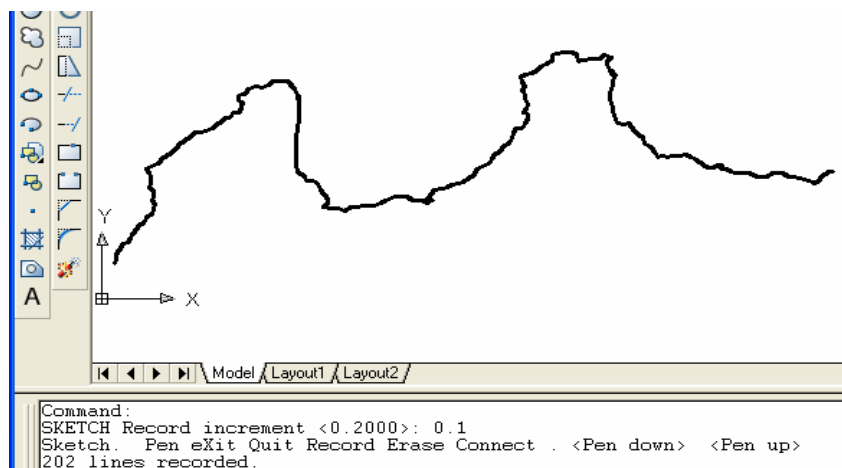 A
Y
X
Model Layout1 Layout2
Command:
SKETCH Record increment <0.2000>: 0.1
Sketch.  Pen eXit Quit Record Erase Connect . <Pen down>  <Pen up>
202 lines recorded.